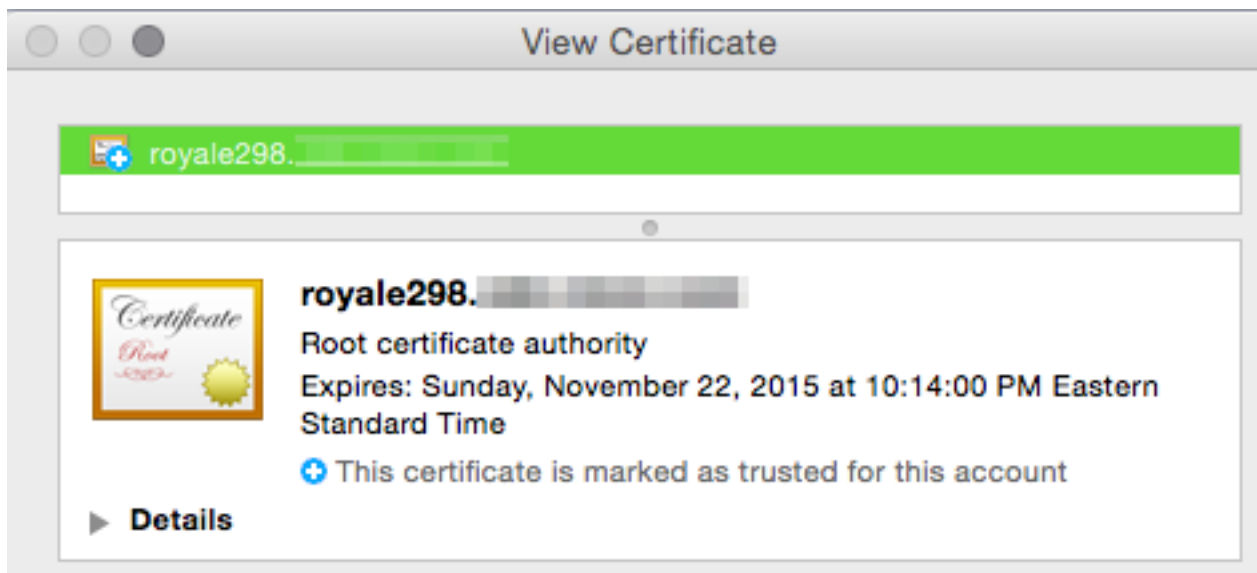 View Certificate
royale298.
Certificate
Root
royale298.
Root certificate authority
Expires: Sunday, November 22, 2015 at 10:14:00 PM Eastern
Standard Time
This certificate is marked as trusted for this account
Details